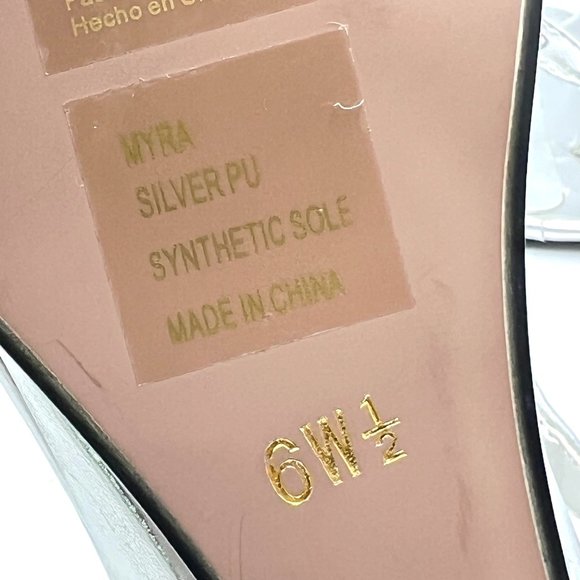 Hecho en
MYRA
SILVER PU
SYNTHETIC SOLE
MADE IN CHINA
6W½